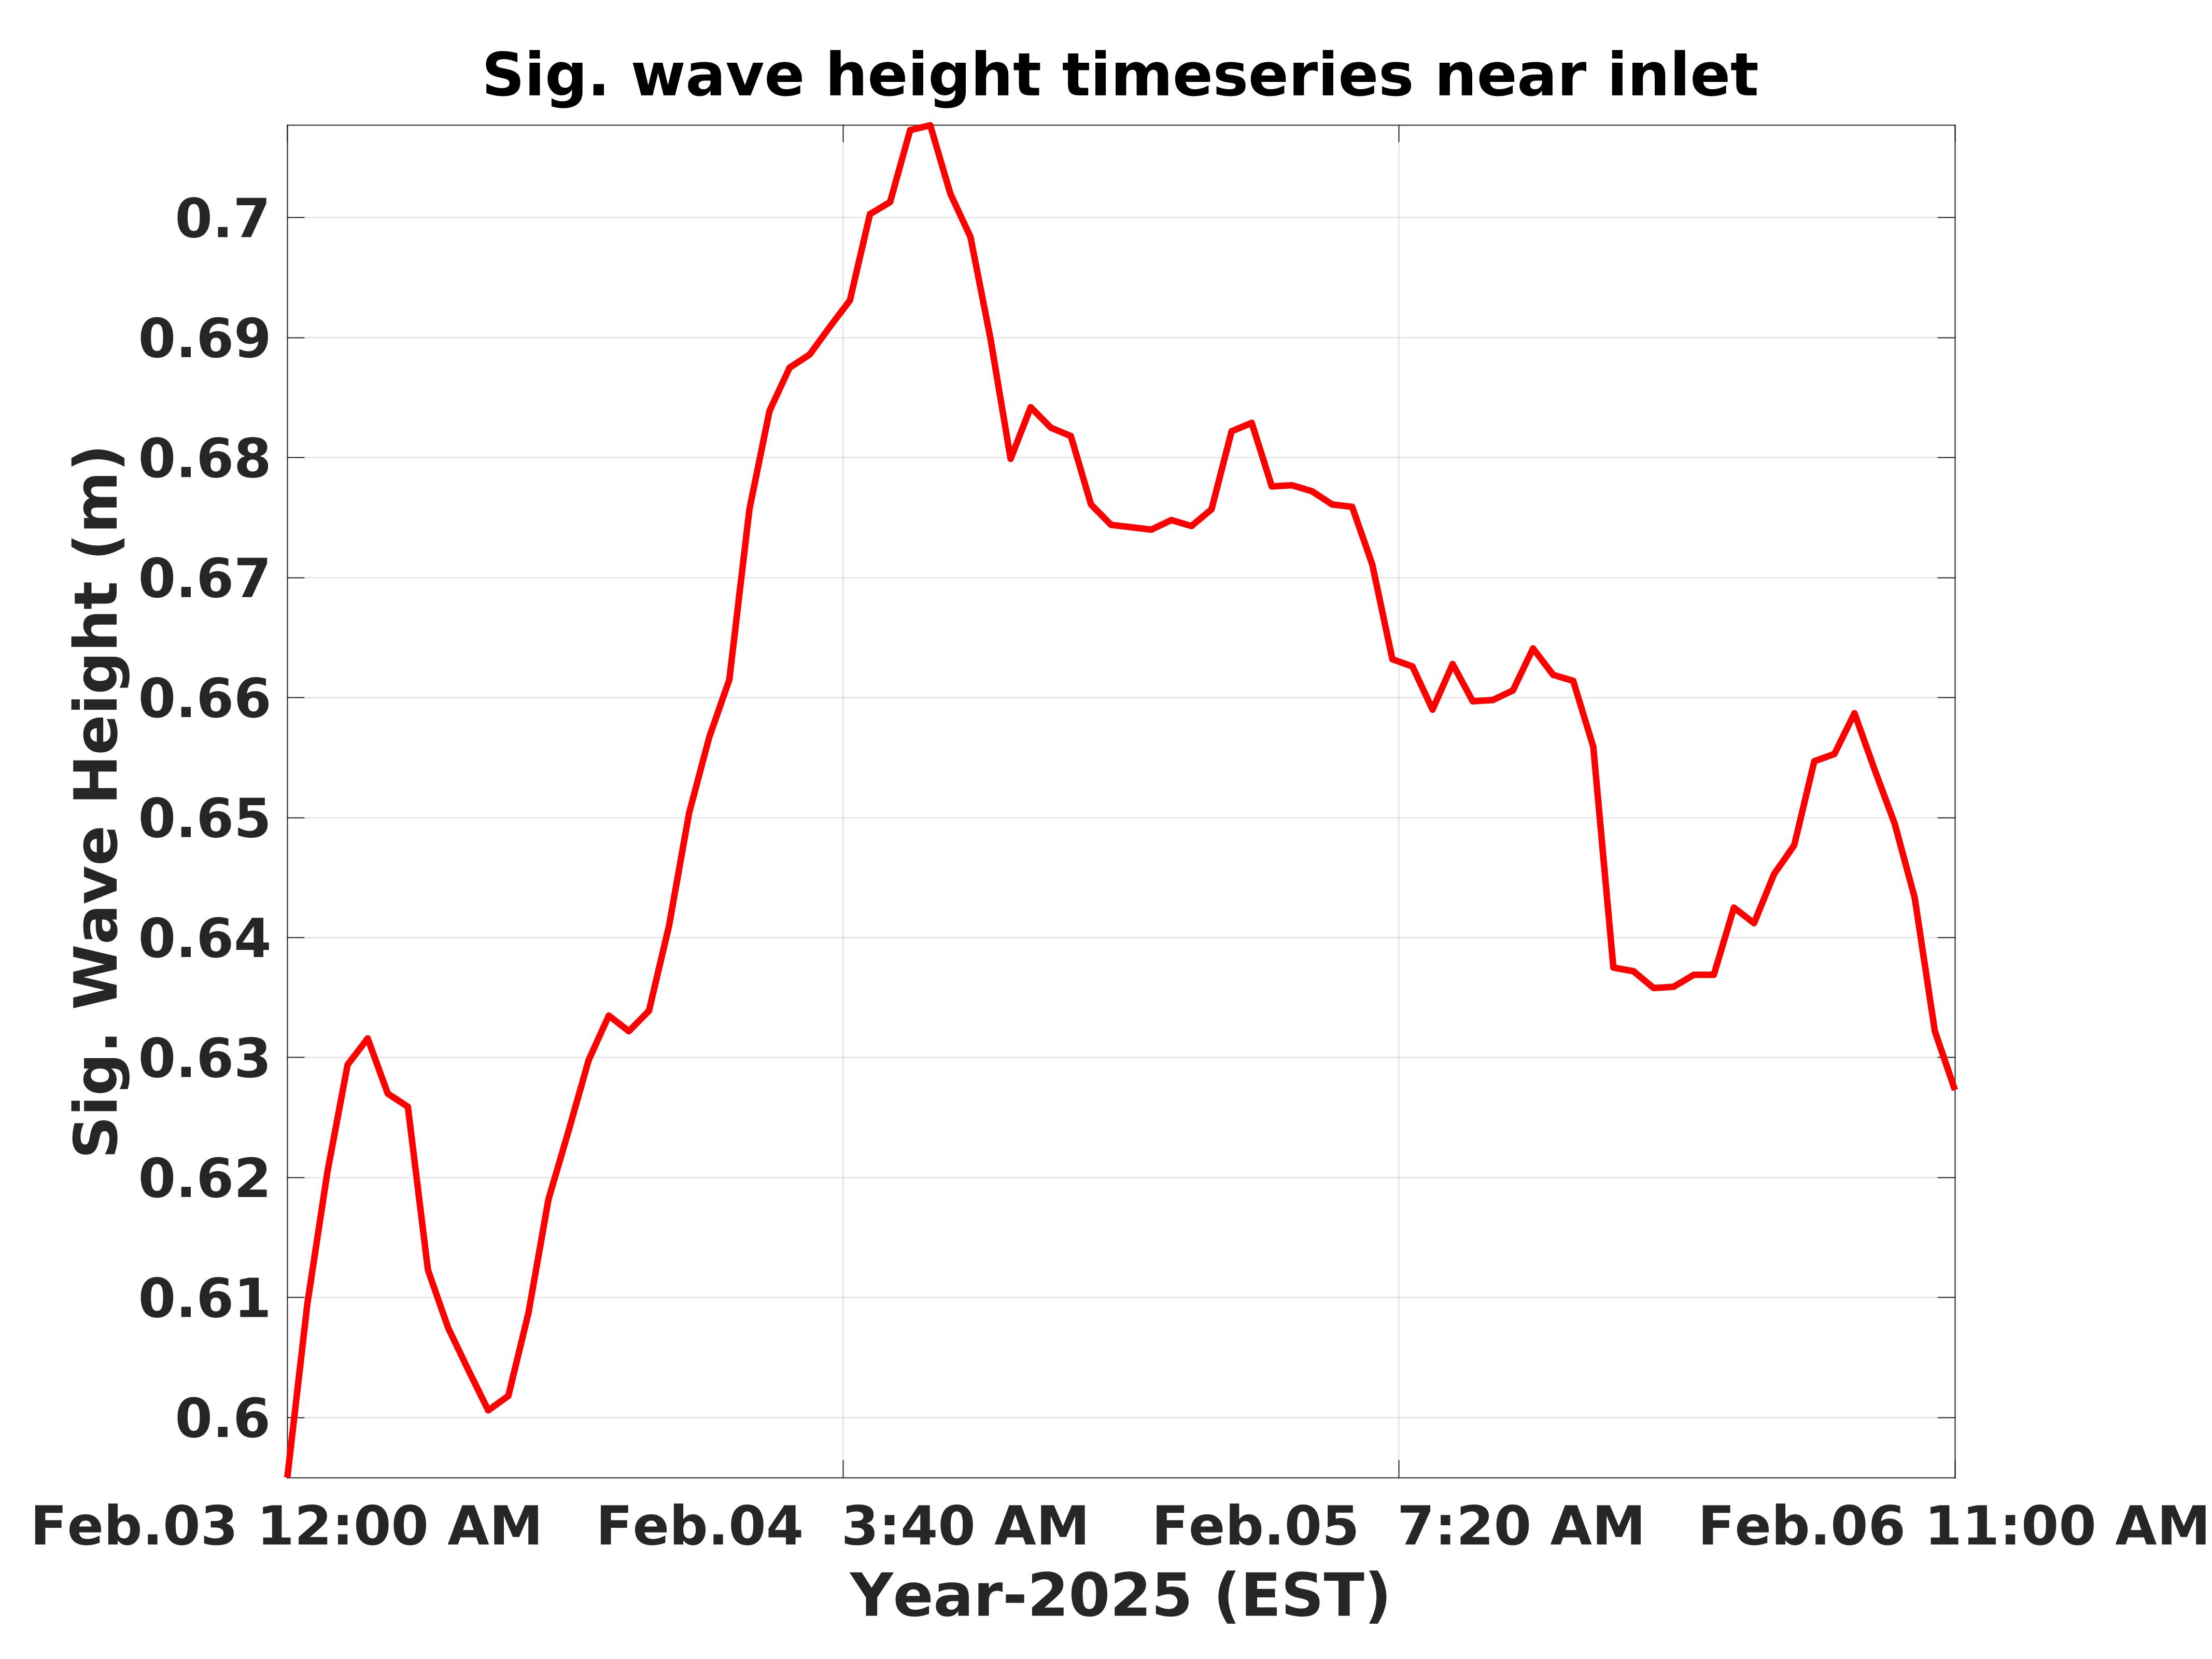 Sig. wave height timeseries near inlet
Sig. Wave Height (m)
0.7
0.69
0.68
0.67
0.66
0.65
0.64
0.63
0.62
0.61
0.6
Feb.03 12:00 AM Feb.04 3:40 AM Feb.05 7:20 AM Feb.06 11:00 AM
Year-2025 (EST)